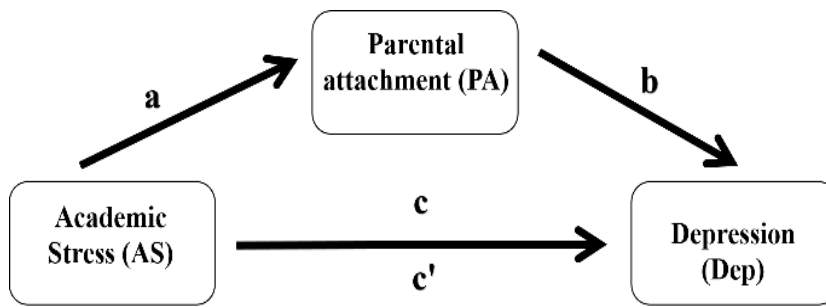 Parental
attachment (PA)
a
b
Academic
Stress (AS)
c
c'
Depression
(Dep)